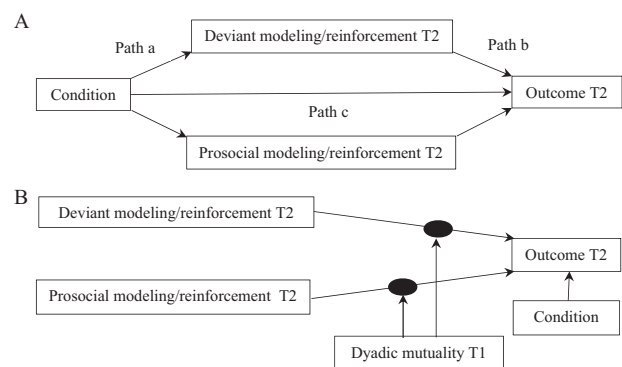 A
Deviant modeling/reinforcement T2
Path a
Path b
Condition
Outcome T2
Path c
Prosocial modeling/reinforcement T2
B
Deviant modeling/reinforcement T2
Outcome T2
Prosocial modeling/reinforcement T2
Condition
Dyadic mutuality T1